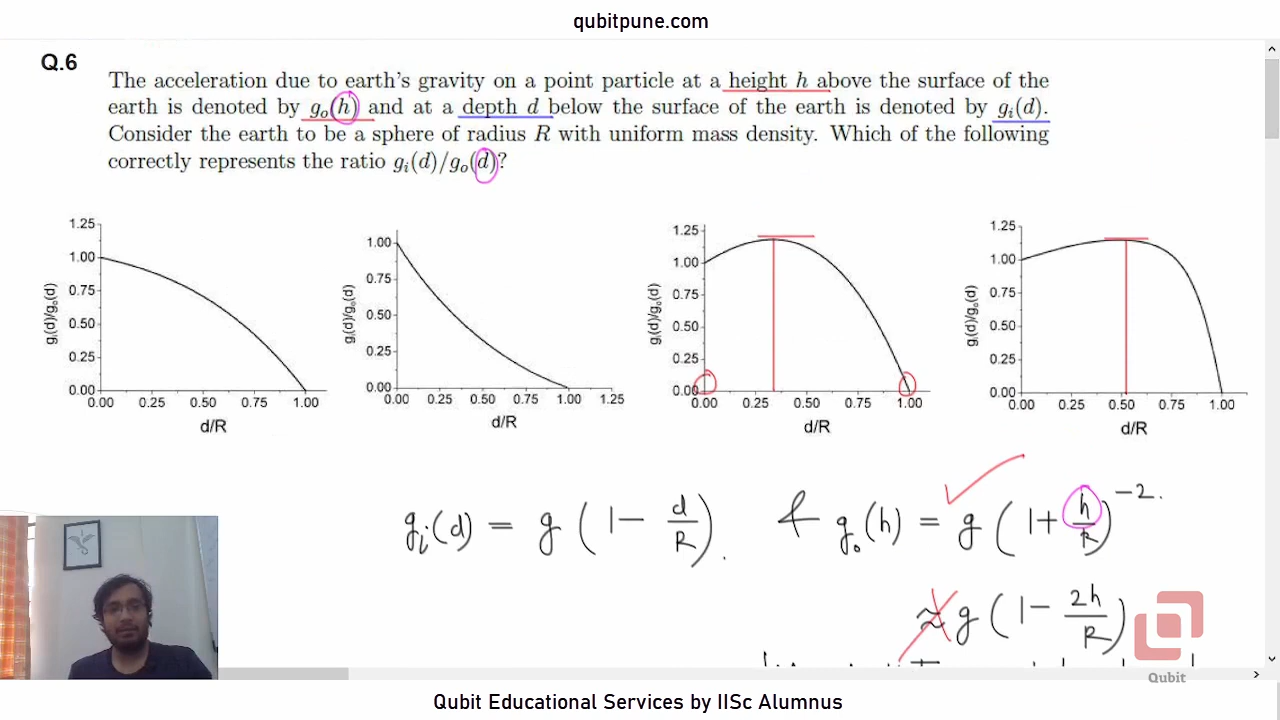 qubitpune.com
Q.6
The acceleration due to earth's gravity on a point particle at a height h above the surface of the
earth is denoted by gₒ(h) and at a depth d below the surface of the earth is denoted by gᵢ(d).
Consider the earth to be a sphere of radius R with uniform mass density. Which of the following
correctly represents the ratio gᵢ(d)/gₒ(d)?
1.25
1.00
0.75
0.50
0.25
0.00
0.00 0.25 0.50 0.75 1.00
gᵢ(d)/gₒ(d)
d/R
1.00
0.75
0.50
0.25
0.00
0.00 0.25 0.50 0.75 1.00 1.25
gᵢ(d)/gₒ(d)
d/R
1.25
1.00
0.75
0.50
0.25
0.00
0.00 0.25 0.50 0.75 1.00
gᵢ(d)/gₒ(d)
d/R
1.25
1.00
0.75
0.50
0.25
0.00
0.00 0.25 0.50 0.75 1.00
gᵢ(d)/gₒ(d)
d/R
gᵢ(d) = g (1 - d/R). & gₒ(h) = g (1 + h/R)⁻².
≈ g (1 - 2h/R)
Qubit
Qubit Educational Services by IISc Alumnus